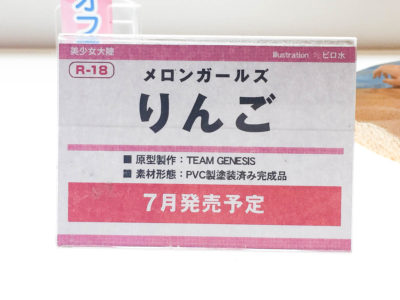 オフ
美少女大陸
Illustration:ピロ水
R-18
メロンガールズ
りんご
■ 原型製作：TEAM GENESIS
■ 素材形態：PVC製塗装済み完成品
7月発売予定